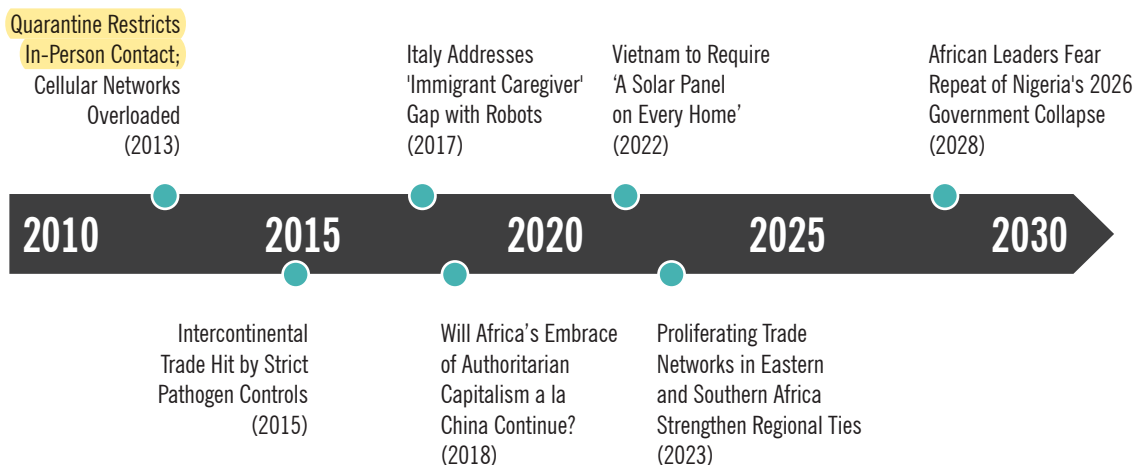 Quarantine Restricts
In-Person Contact;
Cellular Networks
Overloaded
(2013)
Italy Addresses
'Immigrant Caregiver'
Gap with Robots
(2017)
Vietnam to Require
‘A Solar Panel
on Every Home’
(2022)
African Leaders Fear
Repeat of Nigeria's 2026
Government Collapse
(2028)
2010
2015
2020
2025
2030
Intercontinental
Trade Hit by Strict
Pathogen Controls
(2015)
Will Africa’s Embrace
of Authoritarian
Capitalism a la
China Continue?
(2018)
Proliferating Trade
Networks in Eastern
and Southern Africa
Strengthen Regional Ties
(2023)